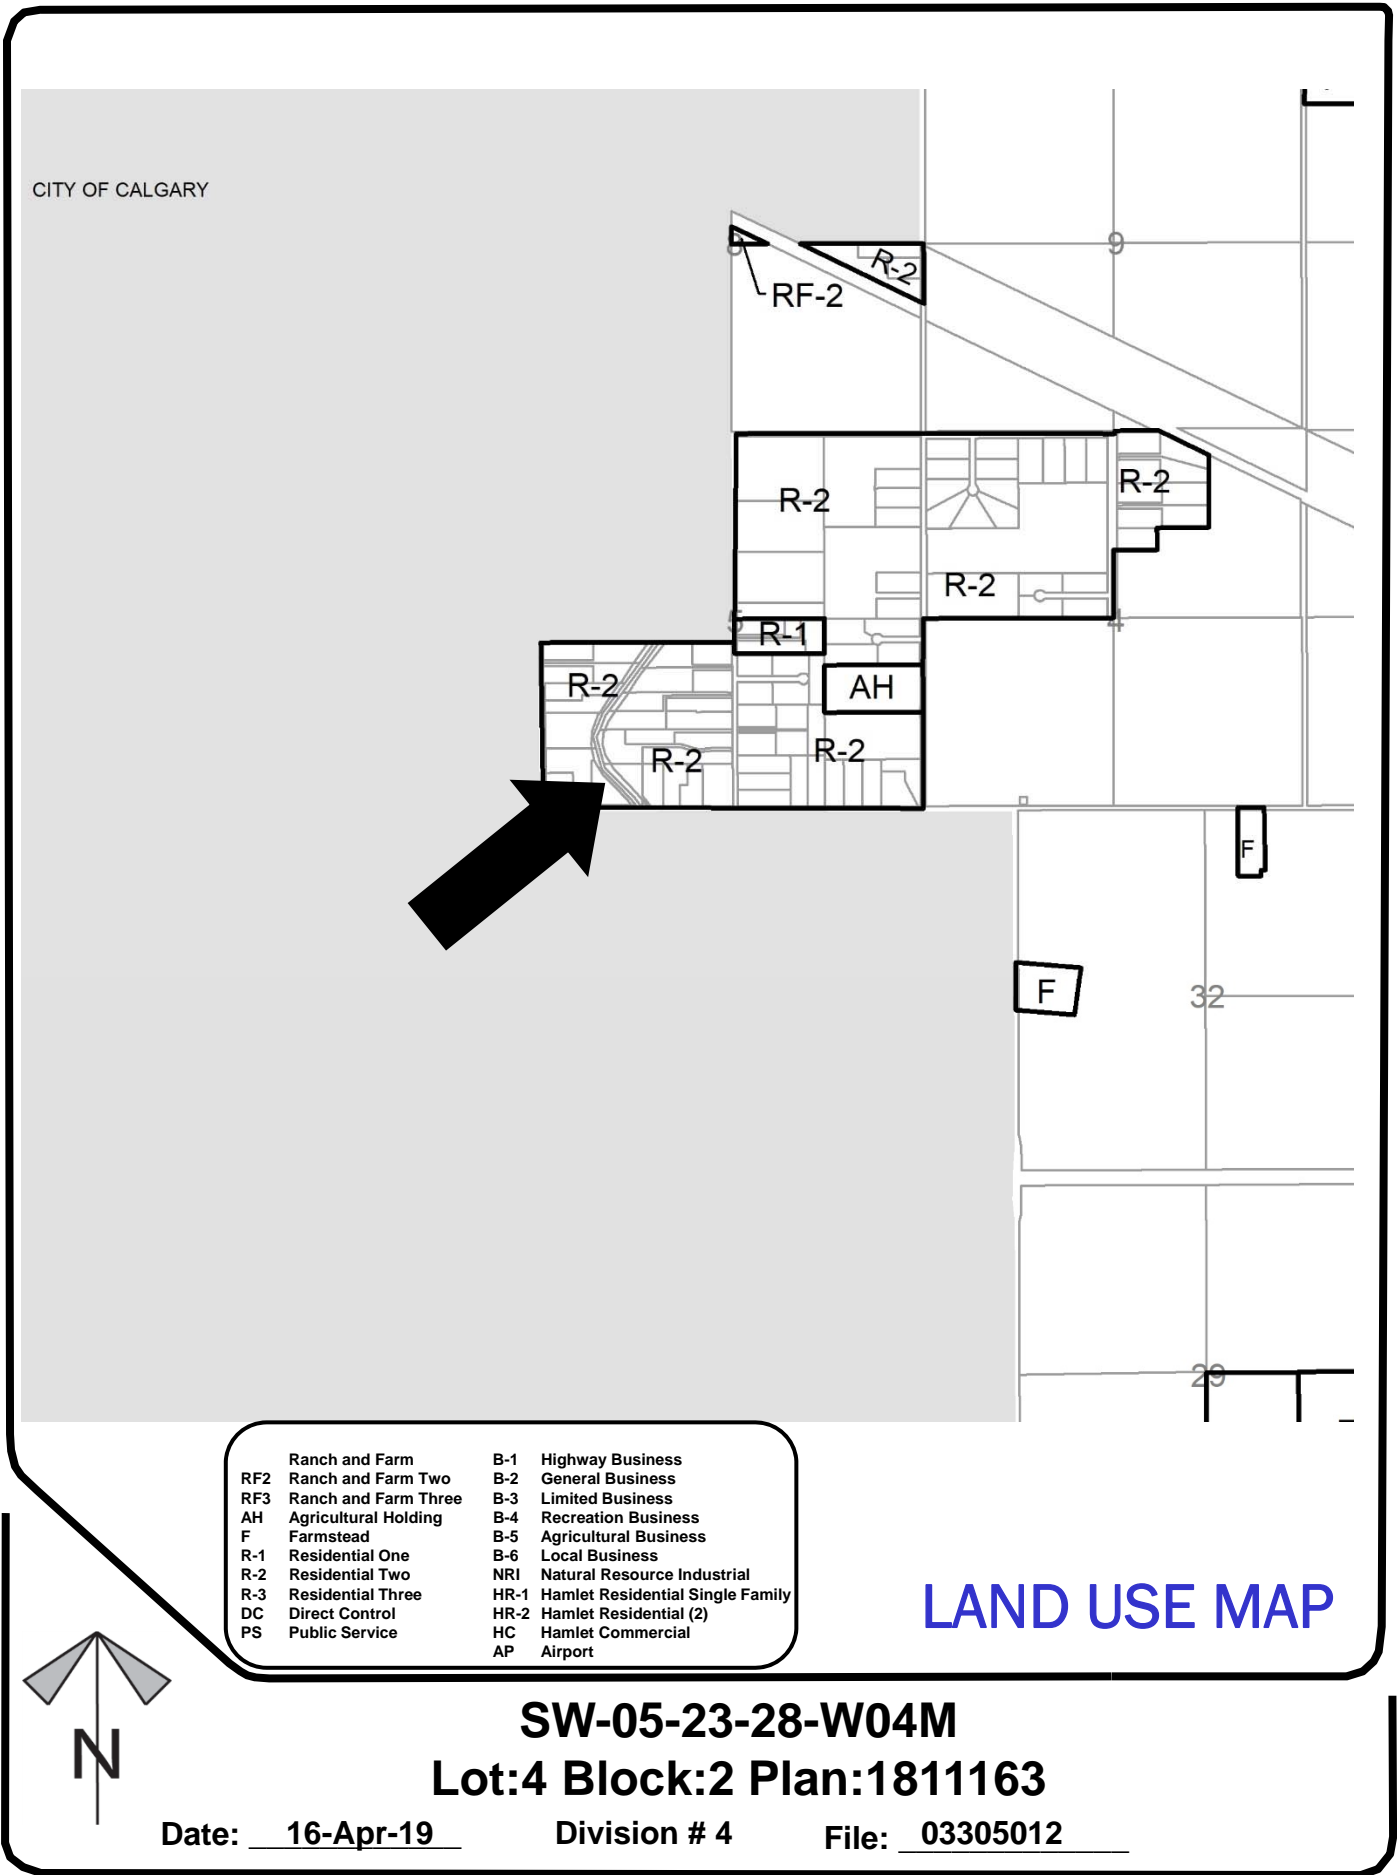 CITY OF CALGARY
9
R-2
RF-2
R-2
R-2
R-2
5
4
R-1
R-2
AH
R-2
R-2
F
F
32
29
Ranch and Farm
RF2 Ranch and Farm Two
RF3 Ranch and Farm Three
AH Agricultural Holding
F Farmstead
R-1 Residential One
R-2 Residential Two
R-3 Residential Three
DC Direct Control
PS Public Service
B-1 Highway Business
B-2 General Business
B-3 Limited Business
B-4 Recreation Business
B-5 Agricultural Business
B-6 Local Business
NRI Natural Resource Industrial
HR-1 Hamlet Residential Single Family
HR-2 Hamlet Residential (2)
HC Hamlet Commercial
AP Airport
LAND USE MAP
N
SW-05-23-28-W04M
Lot:4 Block:2 Plan:1811163
Date: 16-Apr-19 Division # 4 File: 03305012